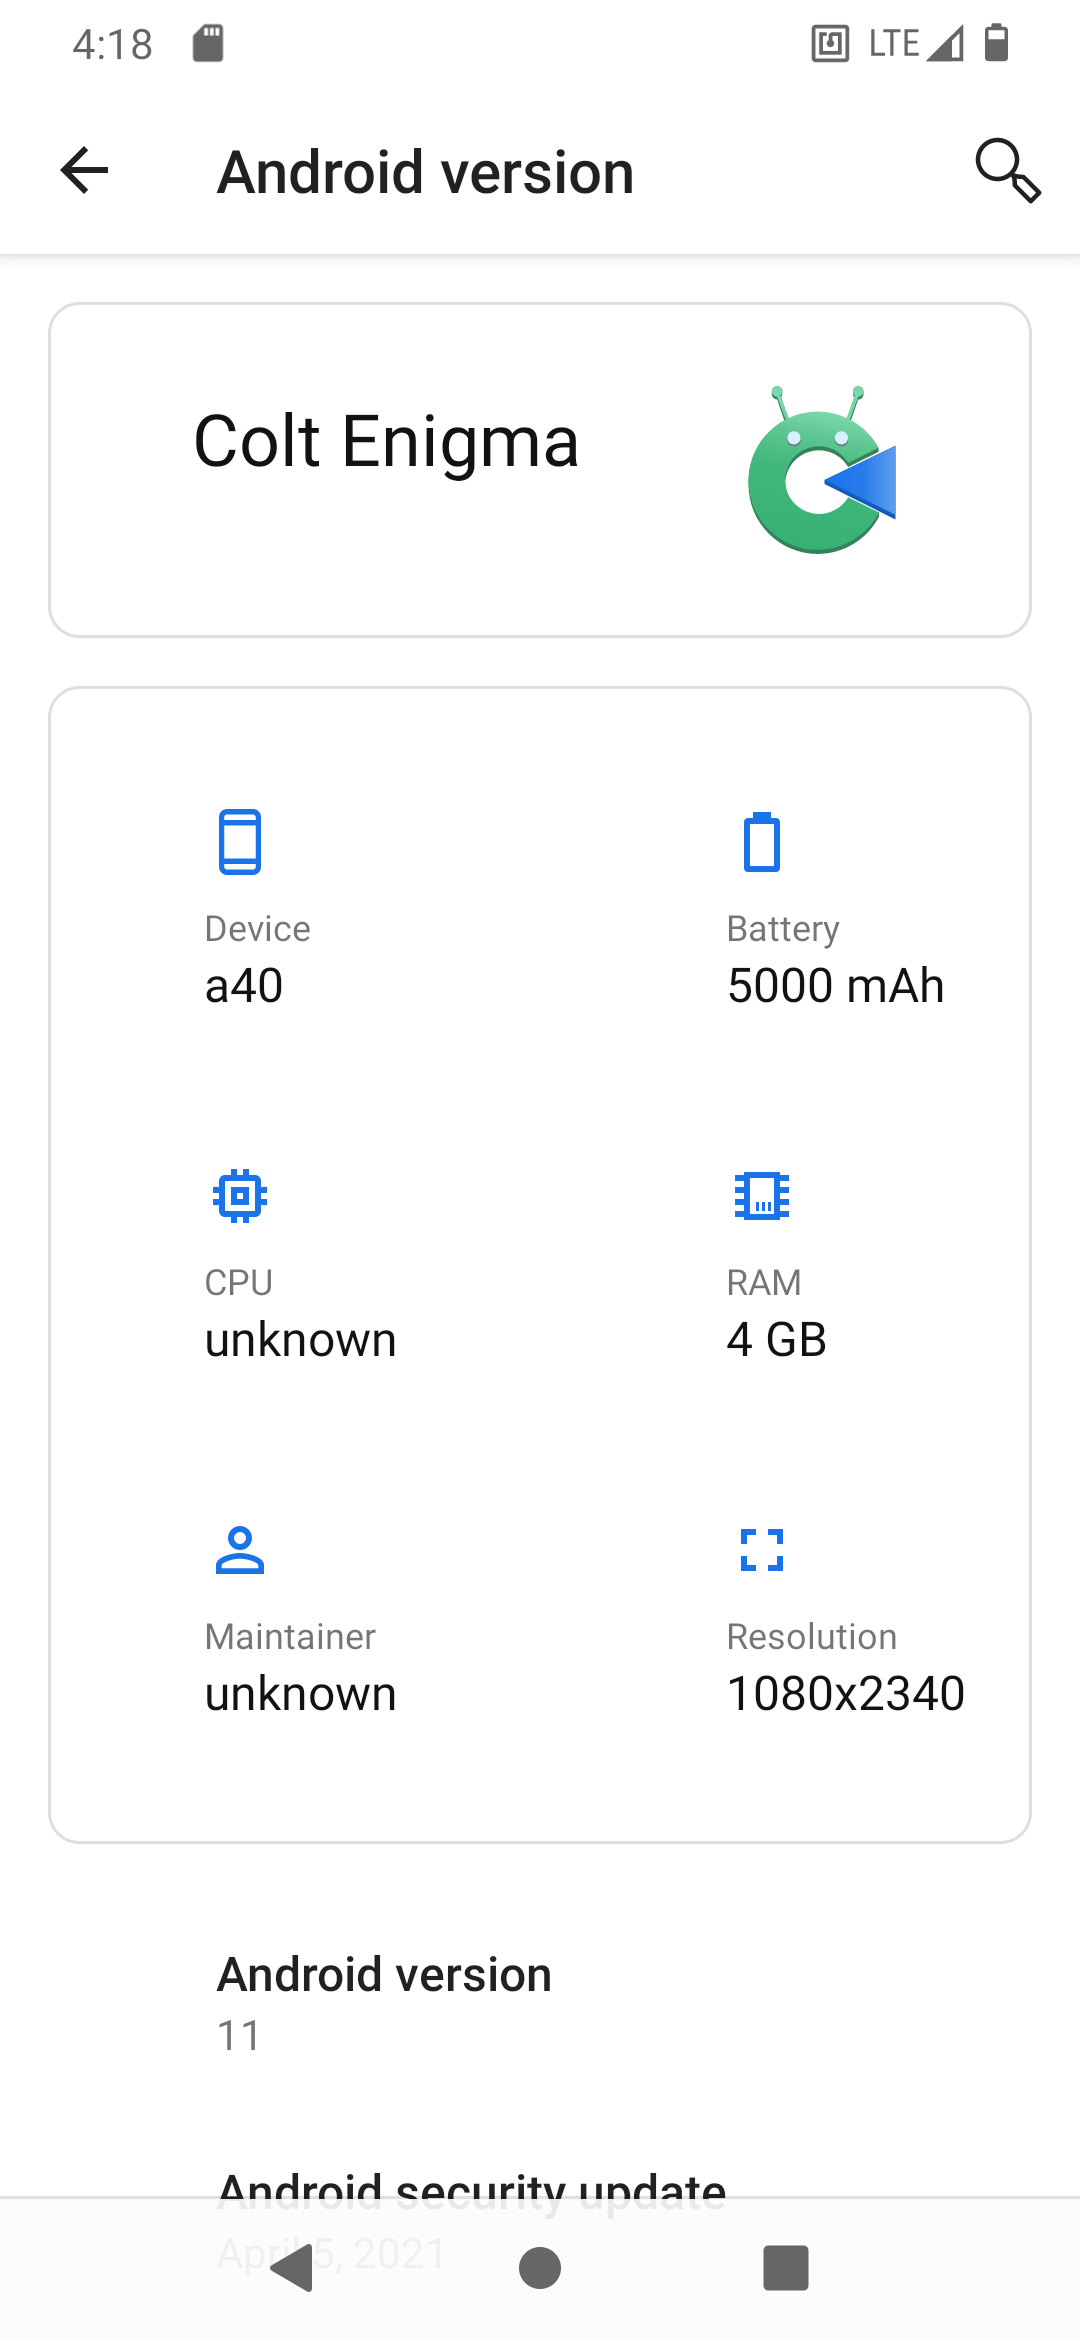 4:18 LTE
Android version
Colt Enigma
Device
a40
Battery
5000 mAh
CPU
unknown
RAM
4 GB
Maintainer
unknown
Resolution
1080x2340
Android version
11
Android security update
April 5, 2021